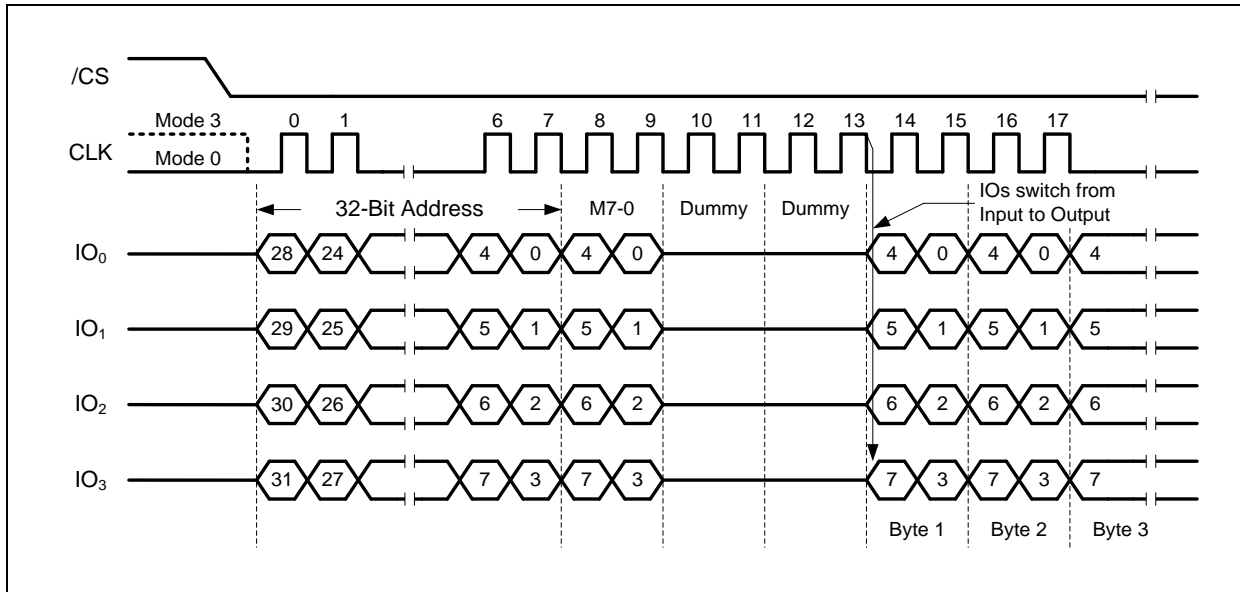 /CS
Mode 3 0 1 6 7 8 9 10 11 12 13 14 15 16 17
CLK
Mode 0
IOs switch from
Input to Output
32-Bit Address M7-0 Dummy Dummy
IO₀ 28 24 4 0 4 0 4 0 4 0 4
IO₁ 29 25 5 1 5 1 5 1 5 1 5
IO₂ 30 26 6 2 6 2 6 2 6 2 6
IO₃ 31 27 7 3 7 3 7 3 7 3 7
Byte 1 Byte 2 Byte 3